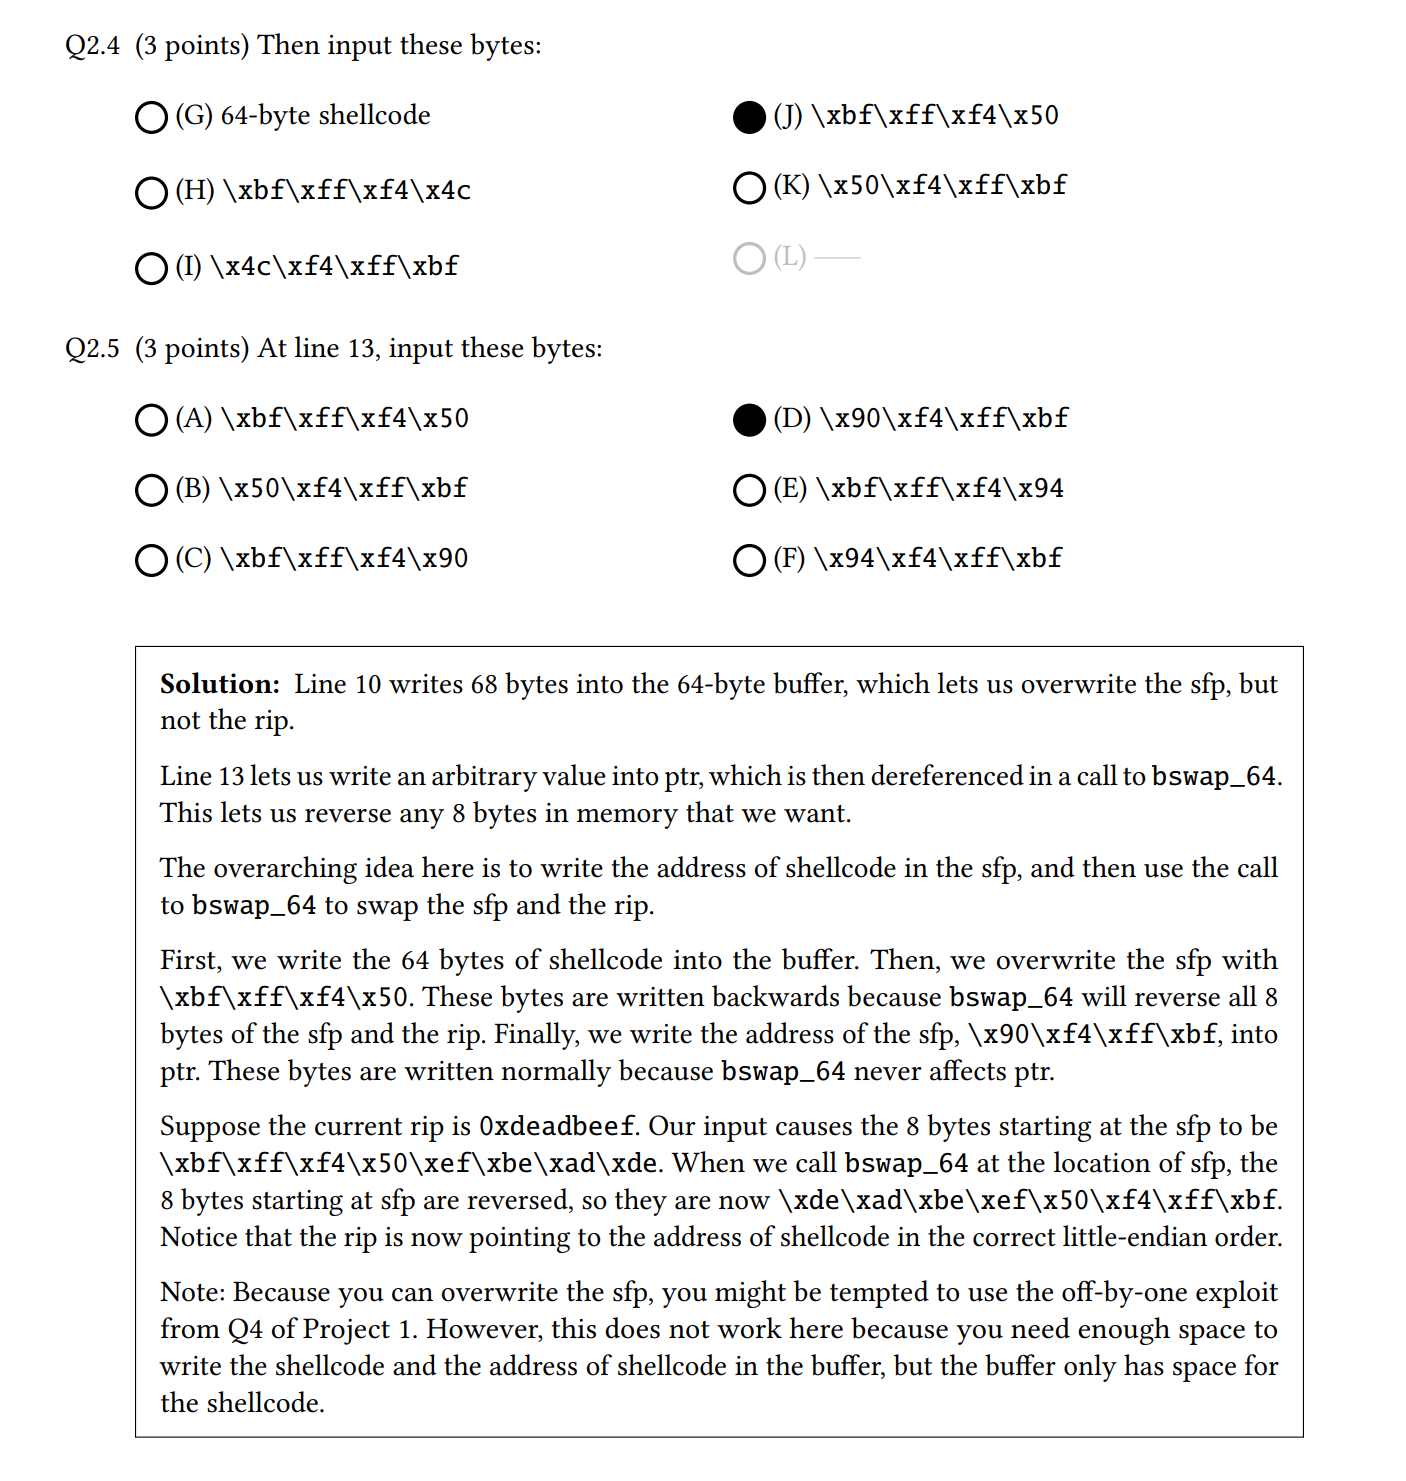 Q2.4 (3 points) Then input these bytes:
(G) 64-byte shellcode
(J) \xbf\xff\xf4\x50
(H) \xbf\xff\xf4\x4c
(K) \x50\xf4\xff\xbf
(I) \x4c\xf4\xff\xbf
(L) —
Q2.5 (3 points) At line 13, input these bytes:
(A) \xbf\xff\xf4\x50
(D) \x90\xf4\xff\xbf
(B) \x50\xf4\xff\xbf
(E) \xbf\xff\xf4\x94
(C) \xbf\xff\xf4\x90
(F) \x94\xf4\xff\xbf
Solution: Line 10 writes 68 bytes into the 64-byte buffer, which lets us overwrite the sfp, but
not the rip.
Line 13 lets us write an arbitrary value into ptr, which is then dereferenced in a call to bswap_64.
This lets us reverse any 8 bytes in memory that we want.
The overarching idea here is to write the address of shellcode in the sfp, and then use the call
to bswap_64 to swap the sfp and the rip.
First, we write the 64 bytes of shellcode into the buffer. Then, we overwrite the sfp with
\xbf\xff\xf4\x50. These bytes are written backwards because bswap_64 will reverse all 8
bytes of the sfp and the rip. Finally, we write the address of the sfp, \x90\xf4\xff\xbf, into
ptr. These bytes are written normally because bswap_64 never affects ptr.
Suppose the current rip is 0xdeadbeef. Our input causes the 8 bytes starting at the sfp to be
\xbf\xff\xf4\x50\xef\xbe\xad\xde. When we call bswap_64 at the location of sfp, the
8 bytes starting at sfp are reversed, so they are now \xde\xad\xbe\xef\x50\xf4\xff\xbf.
Notice that the rip is now pointing to the address of shellcode in the correct little-endian order.
Note: Because you can overwrite the sfp, you might be tempted to use the off-by-one exploit
from Q4 of Project 1. However, this does not work here because you need enough space to
write the shellcode and the address of shellcode in the buffer, but the buffer only has space for
the shellcode.